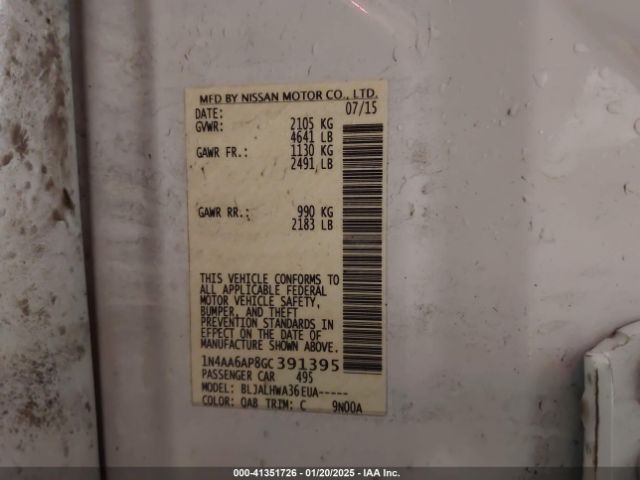 MFD BY NISSAN MOTOR CO., LTD.
DATE: 07/15
GVWR: 2105 KG
4641 LB
GAWR FR.: 1130 KG
2491 LB
GAWR RR.: 990 KG
2183 LB
THIS VEHICLE CONFORMS TO
ALL APPLICABLE FEDERAL
MOTOR VEHICLE SAFETY,
BUMPER, AND THEFT
PREVENTION STANDARDS IN
EFFECT ON THE DATE OF
MANUFACTURE SHOWN ABOVE.
1N4AA6AP8GC391395
PASSENGER CAR 495
MODEL: BLJALHWA36EUA-----
COLOR: QAB TRIM: C 9N00A
000-41351726 - 01/20/2025 - IAA Inc.